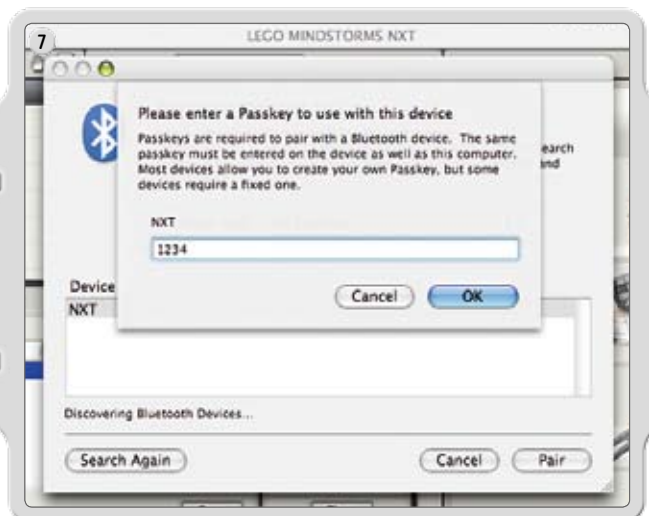 7
LEGO MINDSTORMS NXT
Please enter a Passkey to use with this device
Passkeys are required to pair with a Bluetooth device. The same
passkey must be entered on the device as well as this computer.
Most devices allow you to create your own Passkey, but some
devices require a fixed one.
earch
and
NXT
1234
Cancel
OK
Device
NXT
Discovering Bluetooth Devices...
Search Again
Cancel
Pair